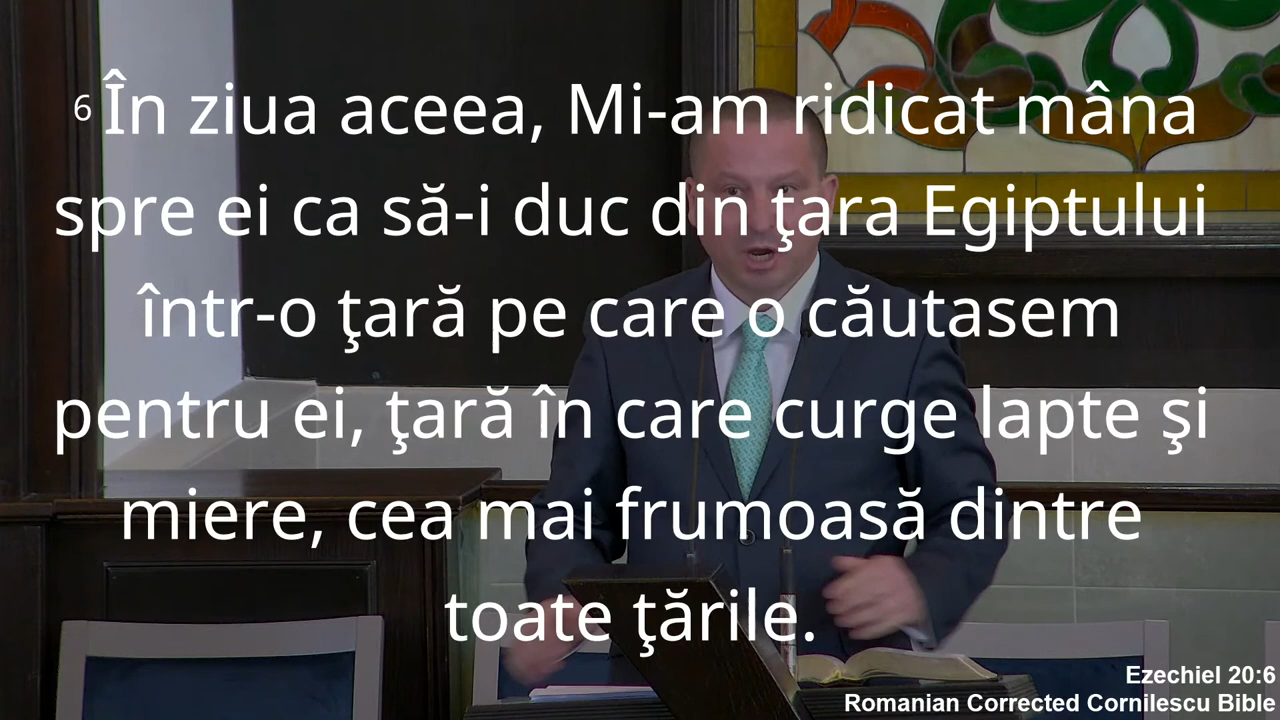 6 În ziua aceea, Mi-am ridicat mâna
spre ei ca să-i duc din ţara Egiptului
într-o ţară pe care o căutasem
pentru ei, ţară în care curge lapte şi
miere, cea mai frumoasă dintre
toate ţările.
Ezechiel 20:6
Romanian Corrected Cornilescu Bible